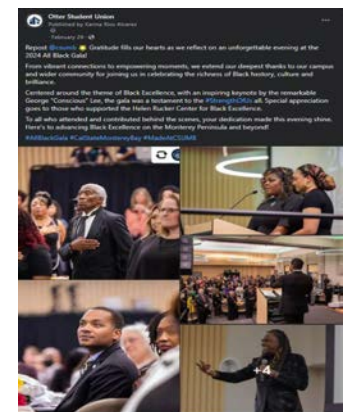 Otter Student Union
Published by Karina Rios Alvarez
February 29
Repost @csumb Gratitude fills our hearts as we reflect on an unforgettable evening at the
2024 All Black Gala!
From vibrant connections to empowering moments, we extend our deepest thanks to our campus
and wider community for joining us in celebrating the richness of Black history, culture and
brilliance.
Centered around the theme of Black Excellence, with an inspiring keynote by the remarkable
George "Conscious" Lee, the gala was a testament to the #StrengthOfUs all. Special appreciation
goes to those who supported the Helen Rucker Center for Black Excellence.
To all who attended and contributed behind the scenes, your dedication made this evening shine.
Here's to advancing Black Excellence on the Monterey Peninsula and beyond!
#AllBlackGala #CalStateMontereyBay #MadeAtCSUMB
+4